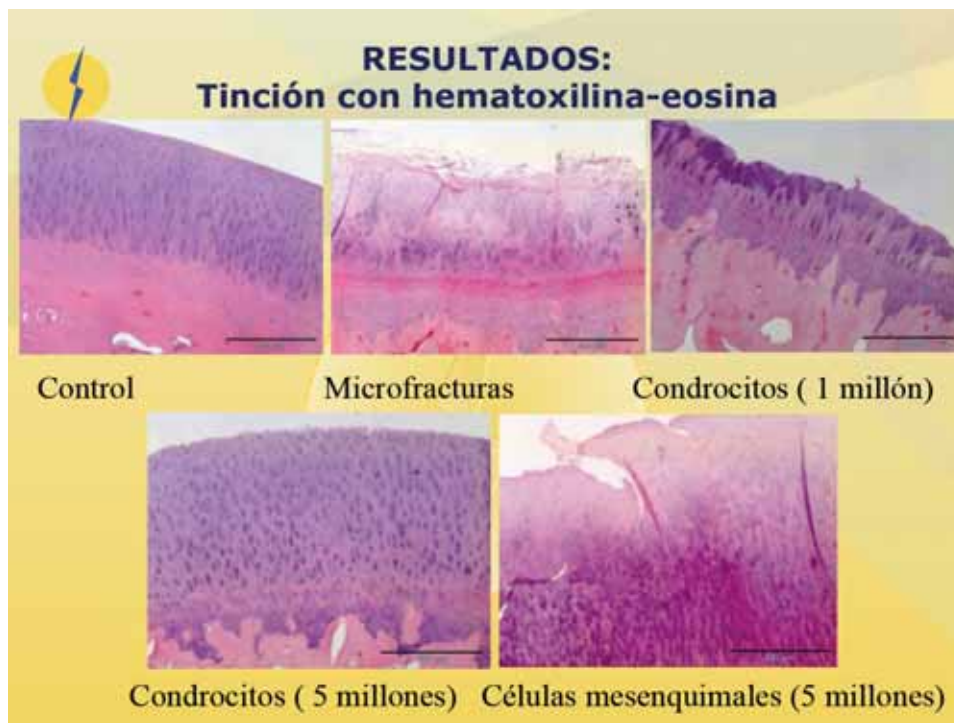 RESULTADOS:
Tinción con hematoxilina-eosina
Control
Microfracturas
Condrocitos ( 1 millón)
Condrocitos ( 5 millones)
Células mesenquimales (5 millones)